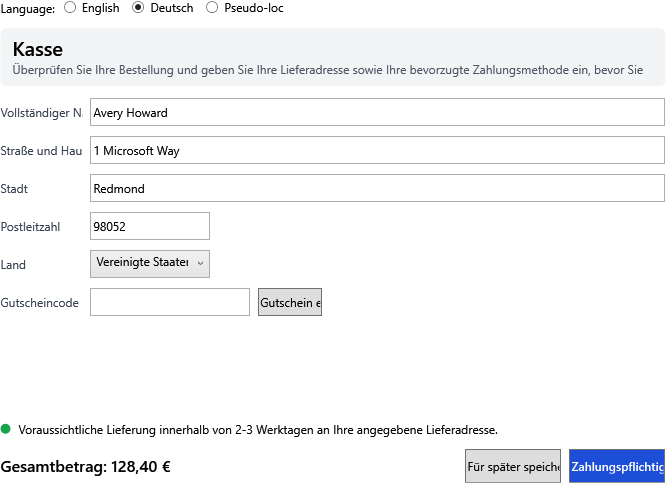 Language: English Deutsch Pseudo-loc
Kasse
Überprüfen Sie Ihre Bestellung und geben Sie Ihre Lieferadresse sowie Ihre bevorzugte Zahlungsmethode ein, bevor Sie
Vollständiger N Avery Howard
Straße und Hau 1 Microsoft Way
Stadt Redmond
Postleitzahl 98052
Land Vereinigte Staaten
Gutscheincode Gutschein e
Voraussichtliche Lieferung innerhalb von 2-3 Werktagen an Ihre angegebene Lieferadresse.
Gesamtbetrag: 128,40 € Für später speiche Zahlungspflichtig